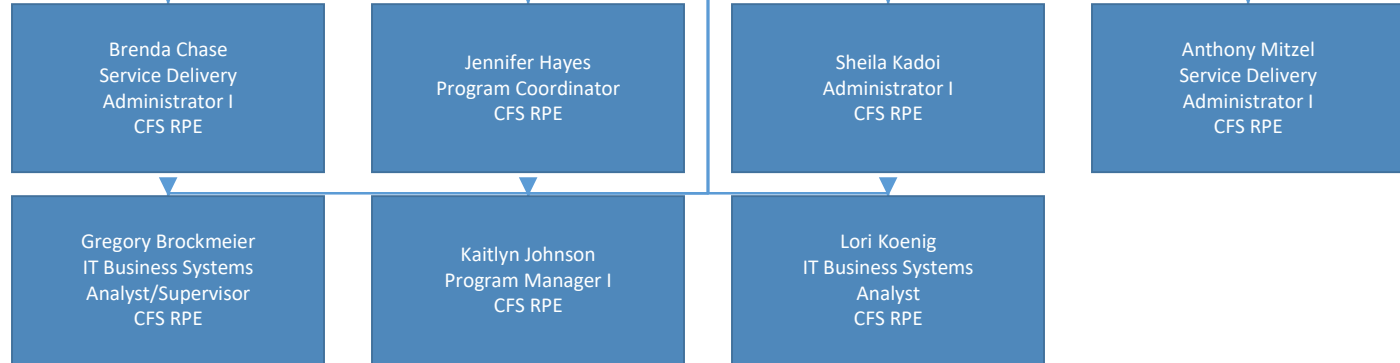 Brenda Chase
Service Delivery
Administrator I
CFS RPE
Jennifer Hayes
Program Coordinator
CFS RPE
Sheila Kadoi
Administrator I
CFS RPE
Anthony Mitzel
Service Delivery
Administrator I
CFS RPE
Gregory Brockmeier
IT Business Systems
Analyst/Supervisor
CFS RPE
Kaitlyn Johnson
Program Manager I
CFS RPE
Lori Koenig
IT Business Systems
Analyst
CFS RPE